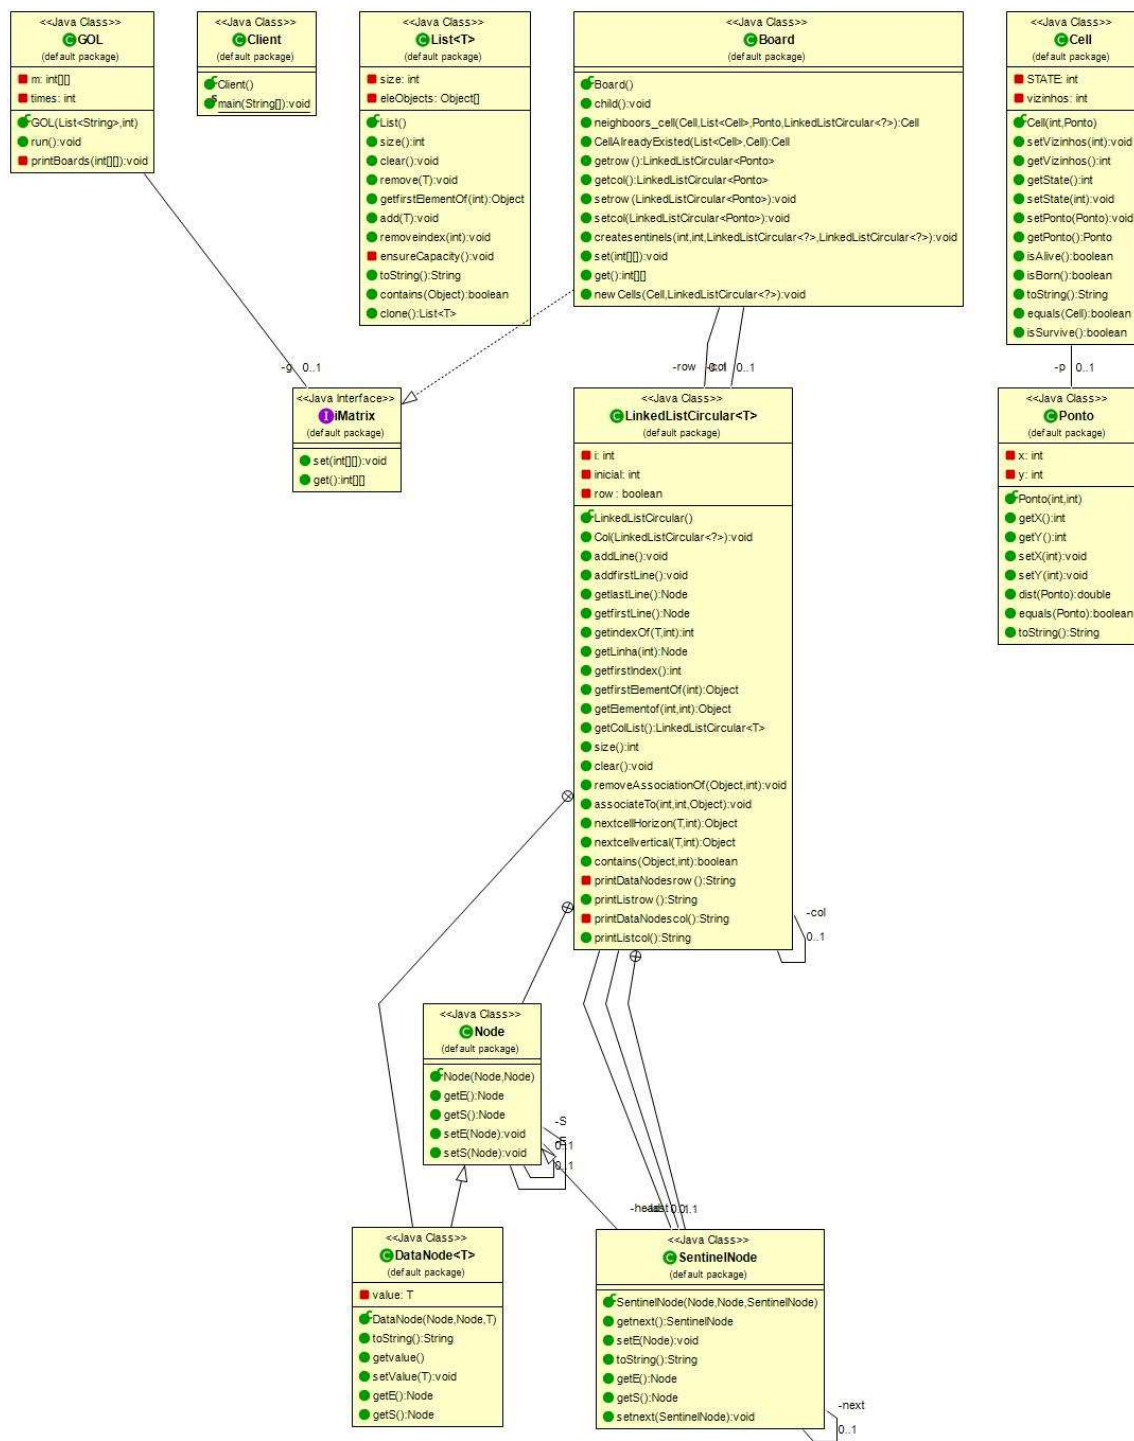 <<Java Class>>
GOL
(default package)
m: int[][]
times: int
GOL(List<String>,int)
run():void
printBoards(int[][]):void
<<Java Class>>
Client
(default package)
Client()
main(String[]):void
<<Java Class>>
List<T>
(default package)
size: int
eleObjects: Object[]
List()
size():int
clear():void
remove(T):void
getfirstElementOf(int):Object
add(T):void
removeindex(int):void
ensureCapacity():void
toString():String
contains(Object):boolean
clone():List<T>
<<Java Class>>
Board
(default package)
Board()
child():void
neighboors_cell(Cell,List<Cell>,Ponto,LinkedListCircular<?>):Cell
CellAlreadyExisted(List<Cell>,Cell):Cell
getrow():LinkedListCircular<Ponto>
getcol():LinkedListCircular<Ponto>
setrow(LinkedListCircular<Ponto>):void
setcol(LinkedListCircular<Ponto>):void
createsentinels(int,int,LinkedListCircular<?>,LinkedListCircular<?>):void
set(int[][]):void
get():int[][]
newCells(Cell,LinkedListCircular<?>):void
<<Java Class>>
Cell
(default package)
STATE: int
vizinhos: int
Cell(int,Ponto)
setVizinhos(int):void
getVizinhos():int
getState():int
setState(int):void
setPonto(Ponto):void
getPonto():Ponto
isAlive():boolean
isBorn():boolean
toString():String
equals(Cell):boolean
isSurvive():boolean
-g 0..1
-row
-col
0..1
-p 0..1
<<Java Interface>>
iMatrix
(default package)
set(int[][]):void
get():int[][]
<<Java Class>>
LinkedListCircular<T>
(default package)
i: int
inicial: int
row: boolean
LinkedListCircular()
Col(LinkedListCircular<?>):void
addLine():void
addfirstLine():void
getlastLine():Node
getfirstLine():Node
getindexOf(T,int):int
getLinha(int):Node
getfirstIndex():int
getfirstElementOf(int):Object
getElementof(int,int):Object
getColList():LinkedListCircular<T>
size():int
clear():void
removeAssociationOf(Object,int):void
associateTo(int,int,Object):void
nextcellHorizon(T,int):Object
nextcellvertical(T,int):Object
contains(Object,int):boolean
printDataNodesrow():String
printListrow():String
printDataNodescol():String
printListcol():String
<<Java Class>>
Ponto
(default package)
x: int
y: int
Ponto(int,int)
getX():int
getY():int
setX(int):void
setY(int):void
dist(Ponto):double
equals(Ponto):boolean
toString():String
-col
0..1
<<Java Class>>
Node
(default package)
Node(Node,Node)
getE():Node
getS():Node
setE(Node):void
setS(Node):void
-S
0..1
-E
0..1
<<Java Class>>
DataNode<T>
(default package)
value: T
DataNode(Node,Node,T)
toString():String
getvalue()
setValue(T):void
getE():Node
getS():Node
<<Java Class>>
SentinelNode
(default package)
SentinelNode(Node,Node,SentinelNode)
getnext():SentinelNode
setE(Node):void
toString():String
getE():Node
getS():Node
setnext(SentinelNode):void
-next
0..1